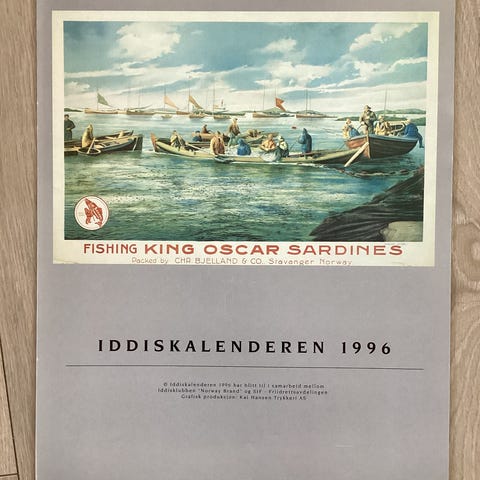 FISHING KING OSCAR SARDINES
Packed by CHR. BJELLAND & CO. Stavanger Norway
IDDISKALENDEREN 1996
© Iddiskalenderen 1996 har blitt til i samarbeid mellom
Iddisklubben "Norway Brand" og SIF - Friidrettsavdelingen
Grafisk produksjon: Kai Hansen Trykkeri AS